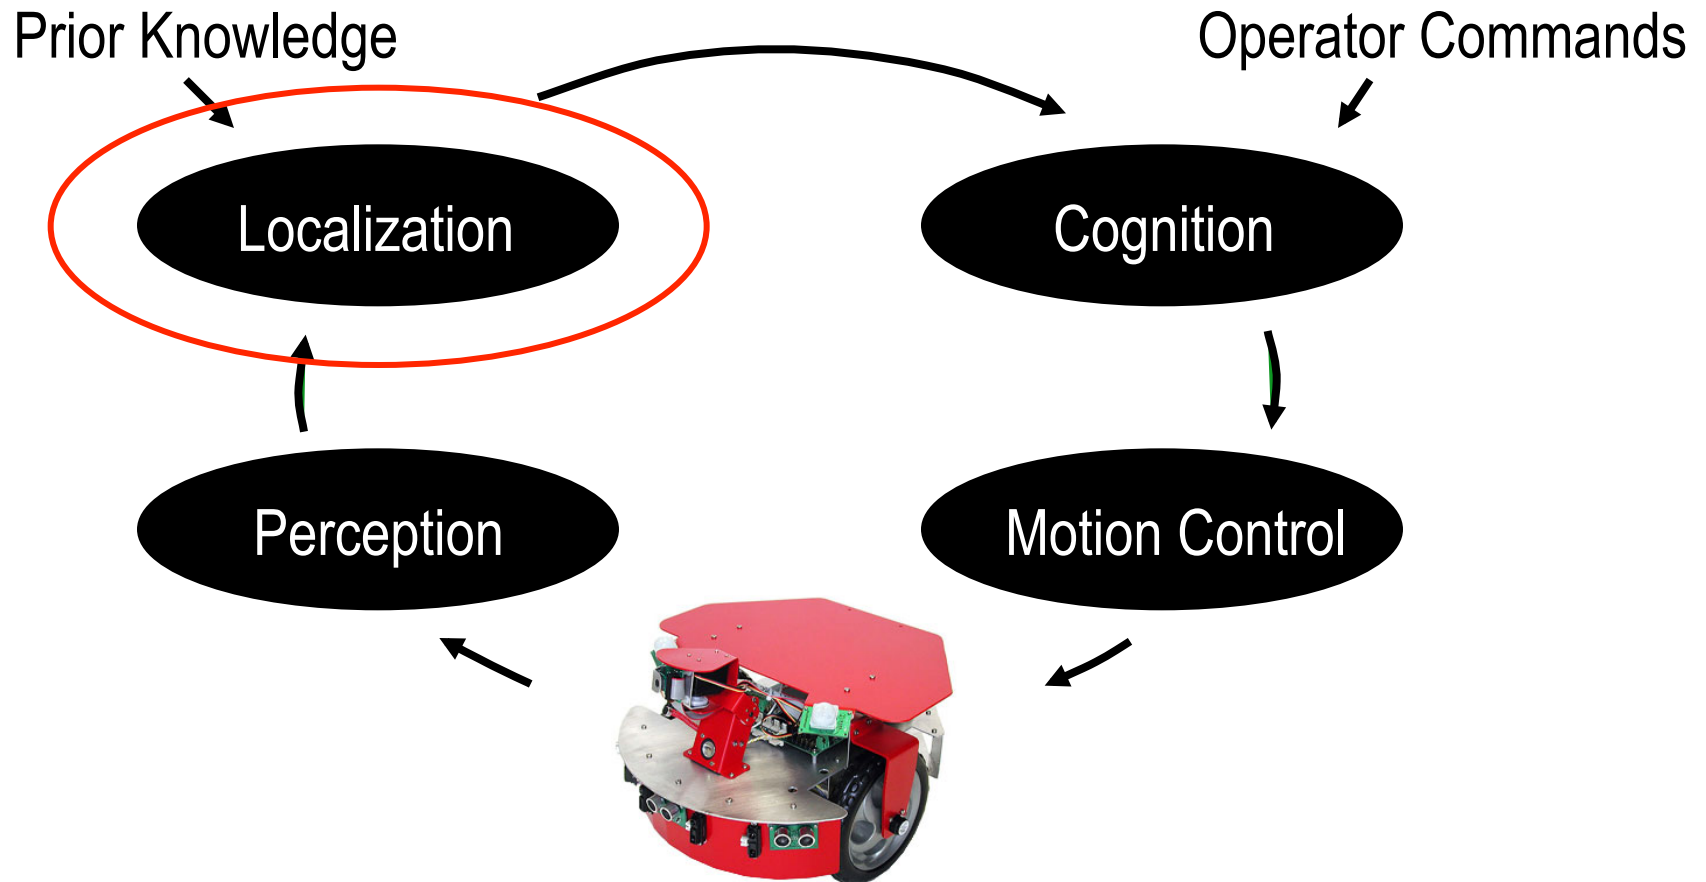 Prior Knowledge
Operator Commands
Localization
Cognition
Perception
Motion Control